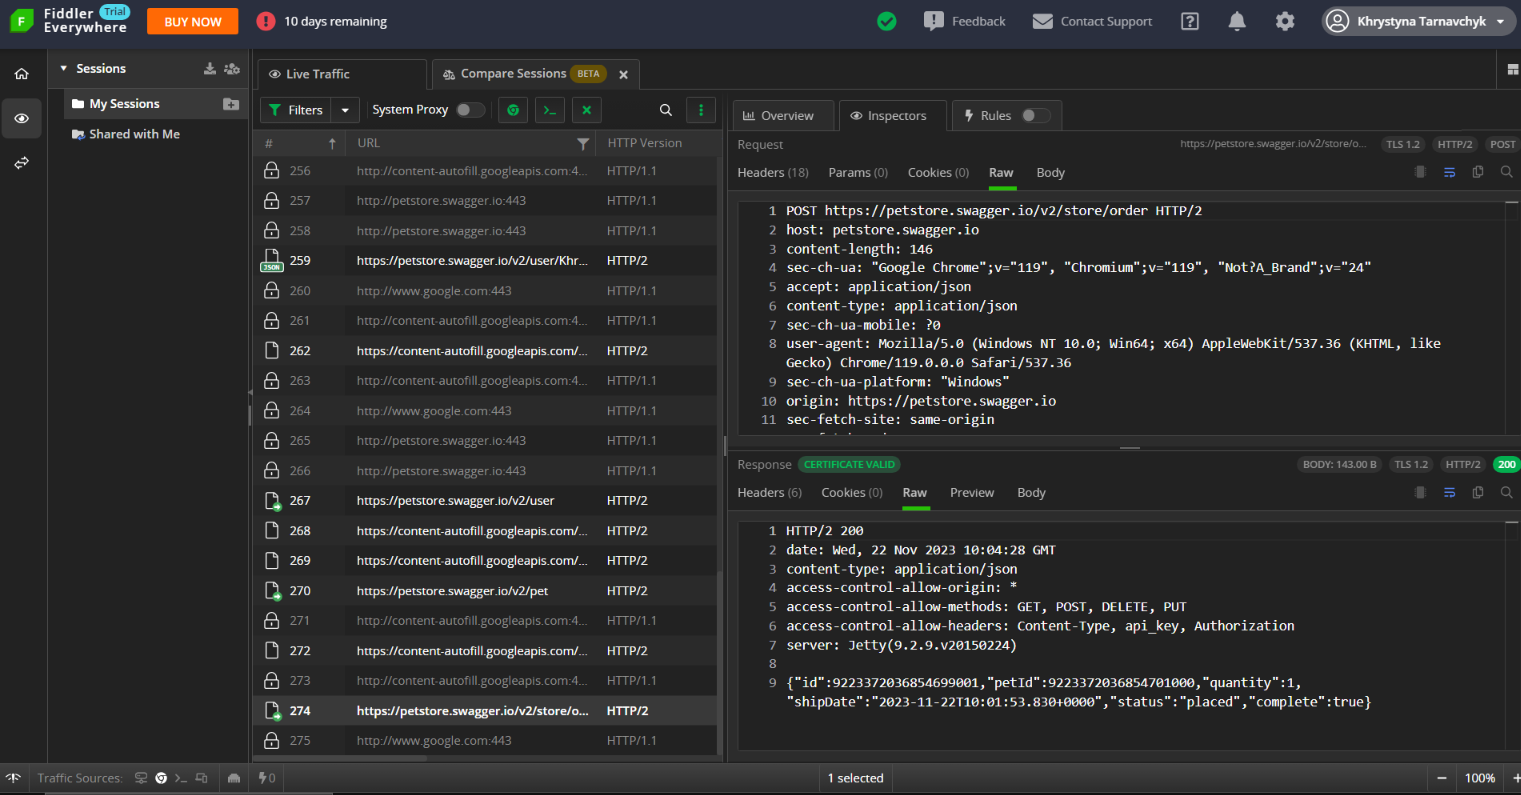 Fiddler Trial
Everywhere
BUY NOW
10 days remaining
Feedback
Contact Support
Khrystyna Tarnavchyk
Sessions
My Sessions
Shared with Me
Live Traffic
Compare Sessions BETA
Filters
System Proxy
# URL HTTP Version
256 http://content-autofill.googleapis.com:4... HTTP/1.1
257 http://petstore.swagger.io:443 HTTP/1.1
258 http://petstore.swagger.io:443 HTTP/1.1
JSON 259 https://petstore.swagger.io/v2/user/Khr... HTTP/2
260 http://www.google.com:443 HTTP/1.1
261 http://content-autofill.googleapis.com:4... HTTP/1.1
262 https://content-autofill.googleapis.com/... HTTP/2
263 http://content-autofill.googleapis.com:4... HTTP/1.1
264 http://www.google.com:443 HTTP/1.1
265 http://petstore.swagger.io:443 HTTP/1.1
266 http://petstore.swagger.io:443 HTTP/1.1
267 https://petstore.swagger.io/v2/user HTTP/2
268 https://content-autofill.googleapis.com/... HTTP/2
269 https://content-autofill.googleapis.com/... HTTP/2
270 https://petstore.swagger.io/v2/pet HTTP/2
271 http://content-autofill.googleapis.com:4... HTTP/1.1
272 https://content-autofill.googleapis.com/... HTTP/2
273 http://content-autofill.googleapis.com:4... HTTP/1.1
274 https://petstore.swagger.io/v2/store/o... HTTP/2
275 http://www.google.com:443 HTTP/1.1
Overview Inspectors Rules
Request https://petstore.swagger.io/v2/store/o... TLS 1.2 HTTP/2 POST
Headers (18) Params (0) Cookies (0) Raw Body
1 POST https://petstore.swagger.io/v2/store/order HTTP/2
2 host: petstore.swagger.io
3 content-length: 146
4 sec-ch-ua: "Google Chrome";v="119", "Chromium";v="119", "Not?A_Brand";v="24"
5 accept: application/json
6 content-type: application/json
7 sec-ch-ua-mobile: ?0
8 user-agent: Mozilla/5.0 (Windows NT 10.0; Win64; x64) AppleWebKit/537.36 (KHTML, like
Gecko) Chrome/119.0.0.0 Safari/537.36
9 sec-ch-ua-platform: "Windows"
10 origin: https://petstore.swagger.io
11 sec-fetch-site: same-origin
Response CERTIFICATE VALID BODY: 143.00 B TLS 1.2 HTTP/2 200
Headers (6) Cookies (0) Raw Preview Body
1 HTTP/2 200
2 date: Wed, 22 Nov 2023 10:04:28 GMT
3 content-type: application/json
4 access-control-allow-origin: *
5 access-control-allow-methods: GET, POST, DELETE, PUT
6 access-control-allow-headers: Content-Type, api_key, Authorization
7 server: Jetty(9.2.9.v20150224)
8
9 {"id":9223372036854699001,"petId":9223372036854701000,"quantity":1,
"shipDate":"2023-11-22T10:01:53.830+0000","status":"placed","complete":true}
Traffic Sources: 0
1 selected
100%